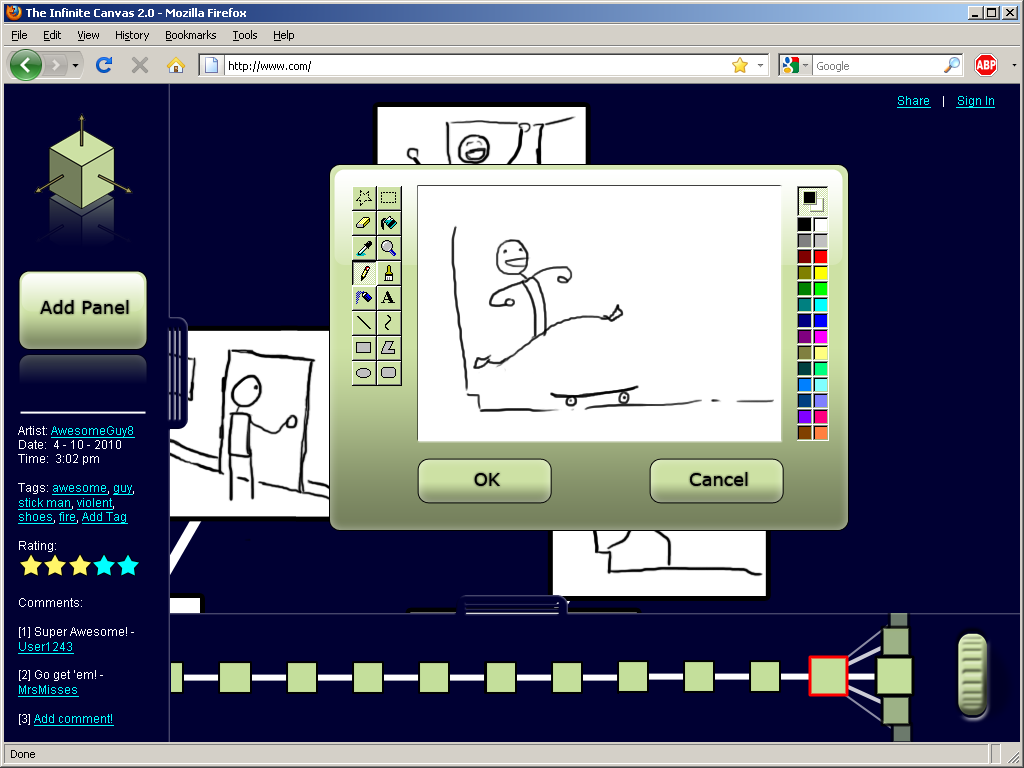 The Infinite Canvas 2.0 - Mozilla Firefox
File Edit View History Bookmarks Tools Help
http://www.com/
Google
ABP
Share | Sign In
Add Panel
A
OK
Cancel
Artist: AwesomeGuy8
Date: 4 - 10 - 2010
Time: 3:02 pm
Tags: awesome, guy,
stick man, violent,
shoes, fire, Add Tag
Rating:
Comments:
[1] Super Awesome! -
User1243
[2] Go get 'em! -
MrsMisses
[3] Add comment!
Done